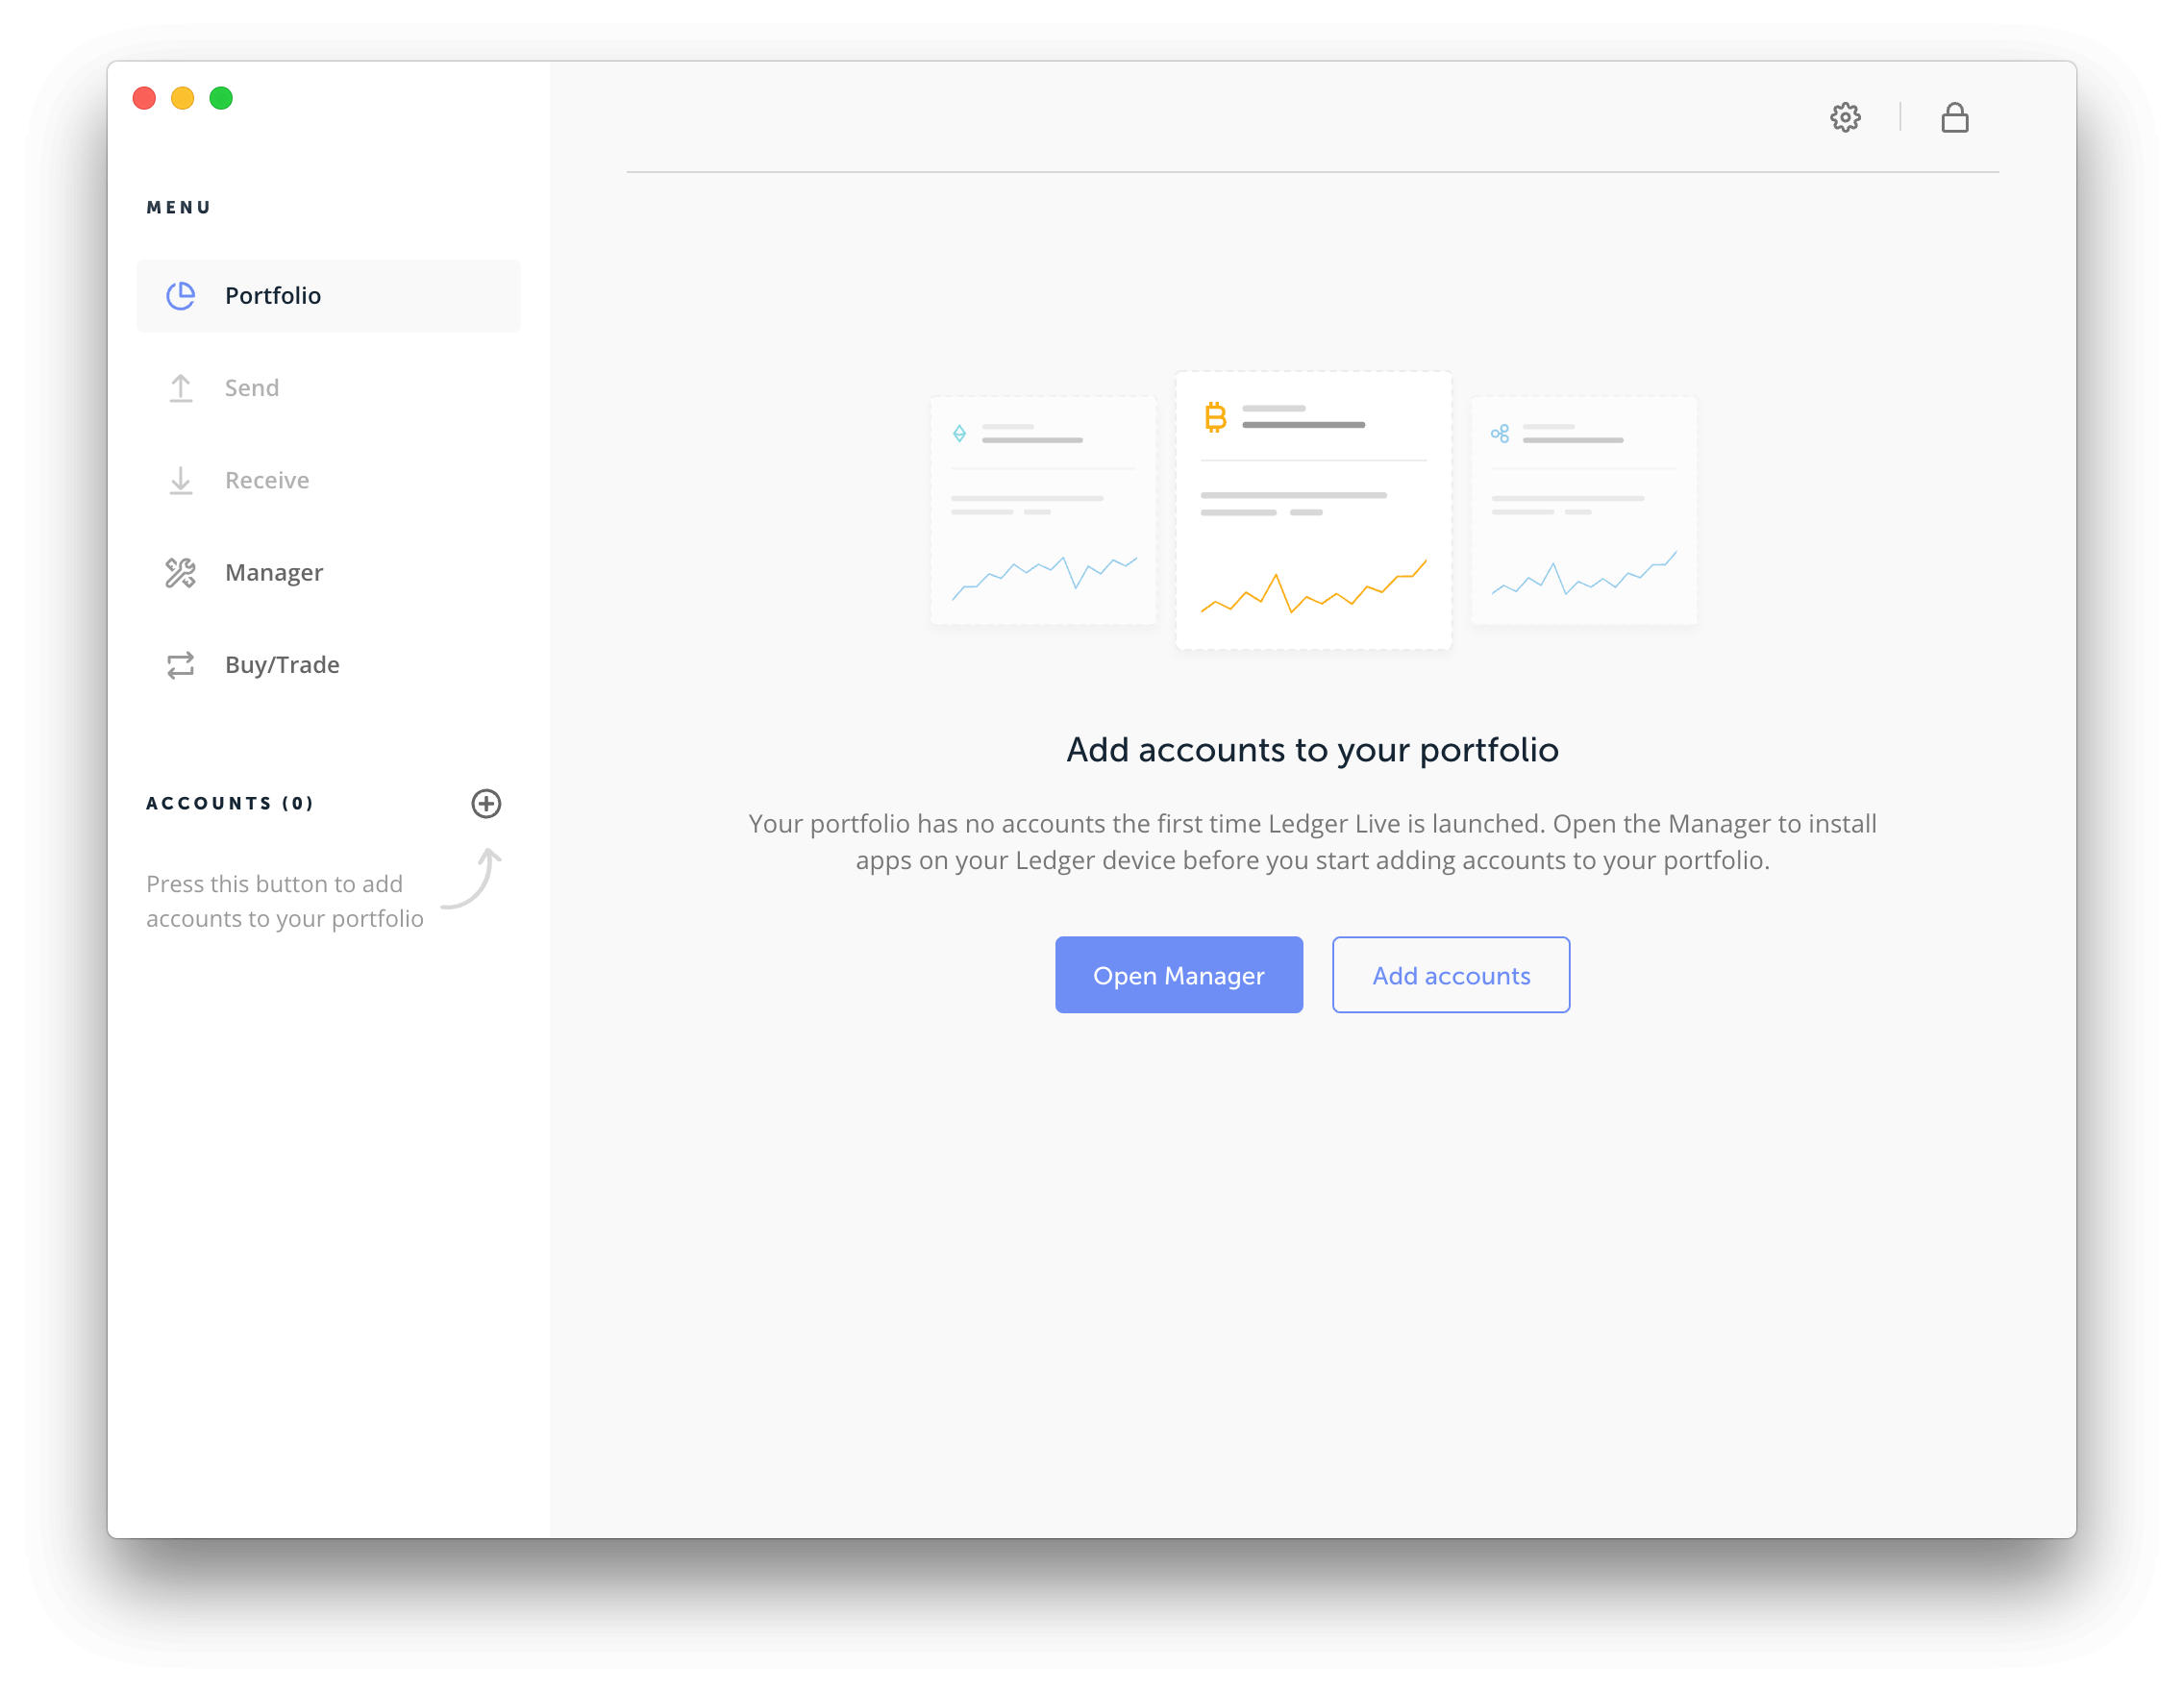 MENU
Portfolio
Send
Receive
Manager
Buy/Trade
ACCOUNTS (0)
Press this button to add
accounts to your portfolio
Add accounts to your portfolio
Your portfolio has no accounts the first time Ledger Live is launched. Open the Manager to install
apps on your Ledger device before you start adding accounts to your portfolio.
Open Manager
Add accounts